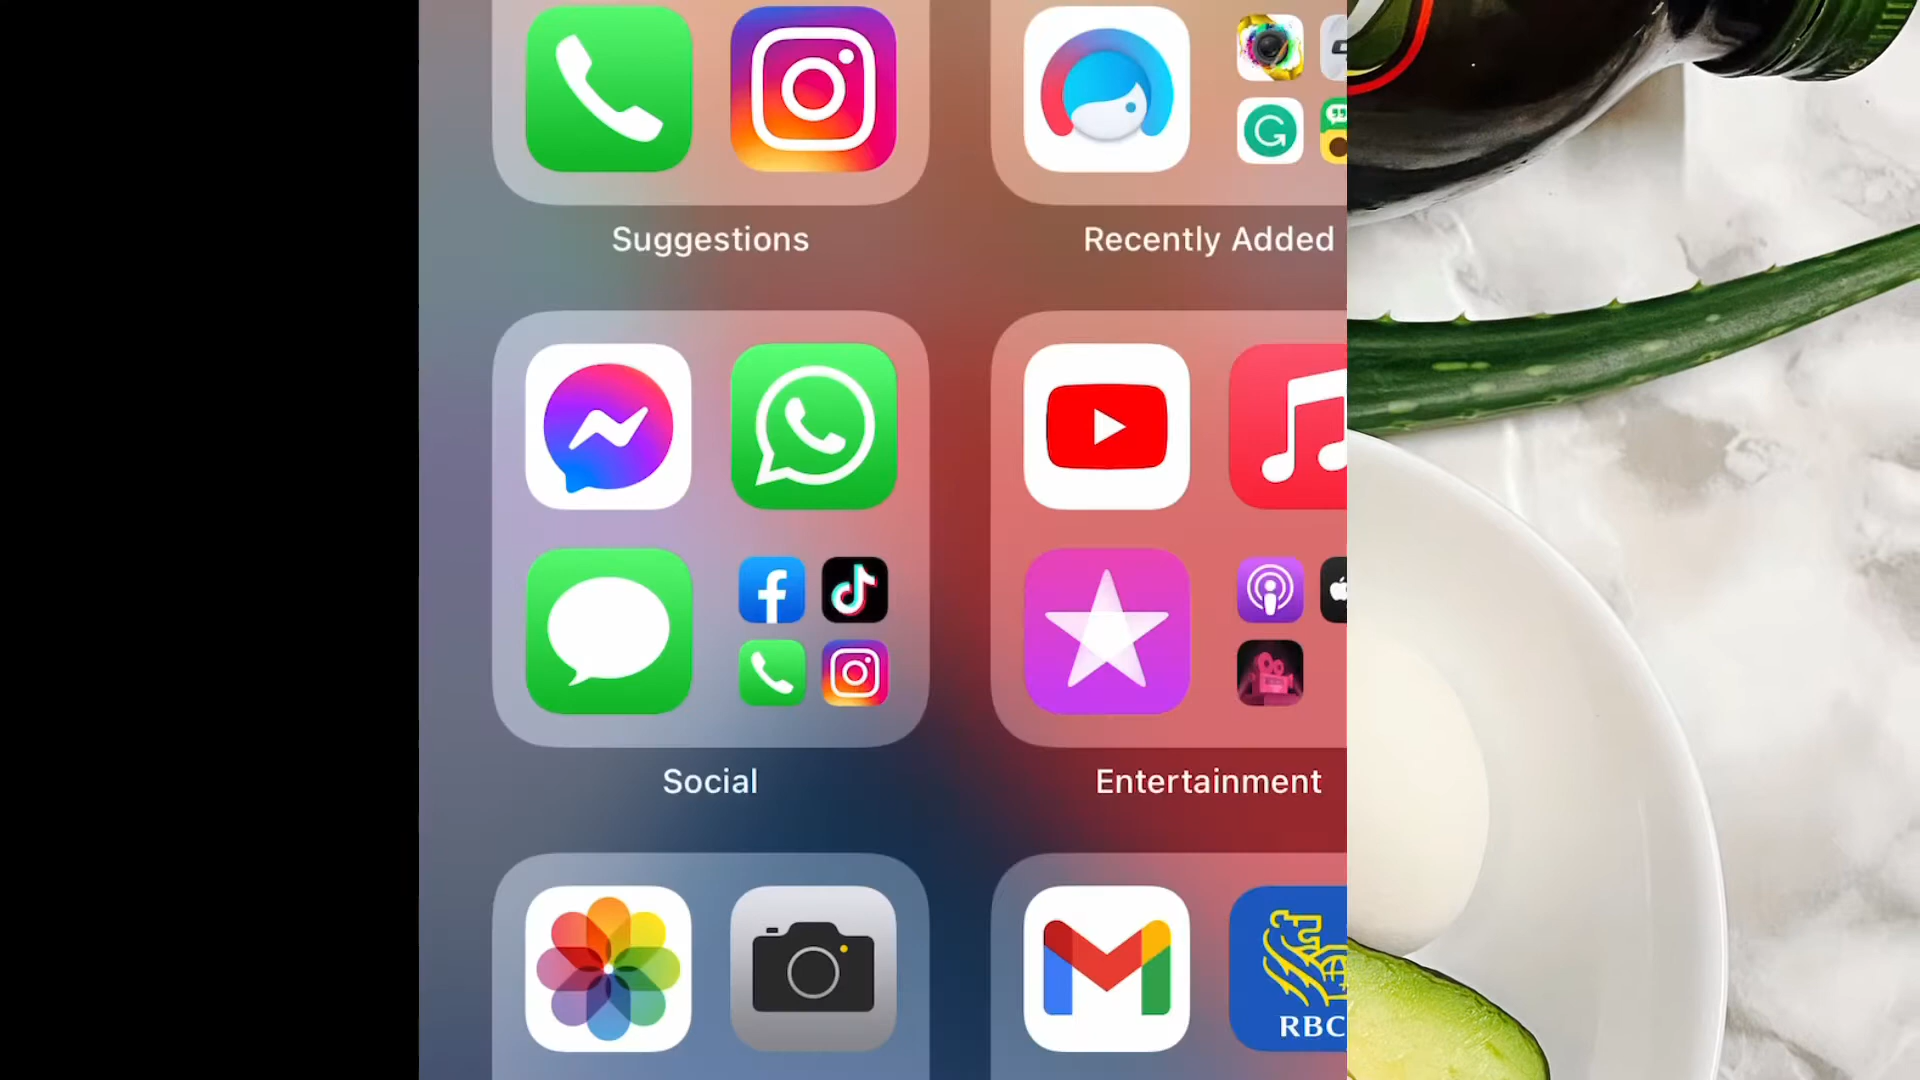 Suggestions
Recently Added
Social
Entertainment
RBC